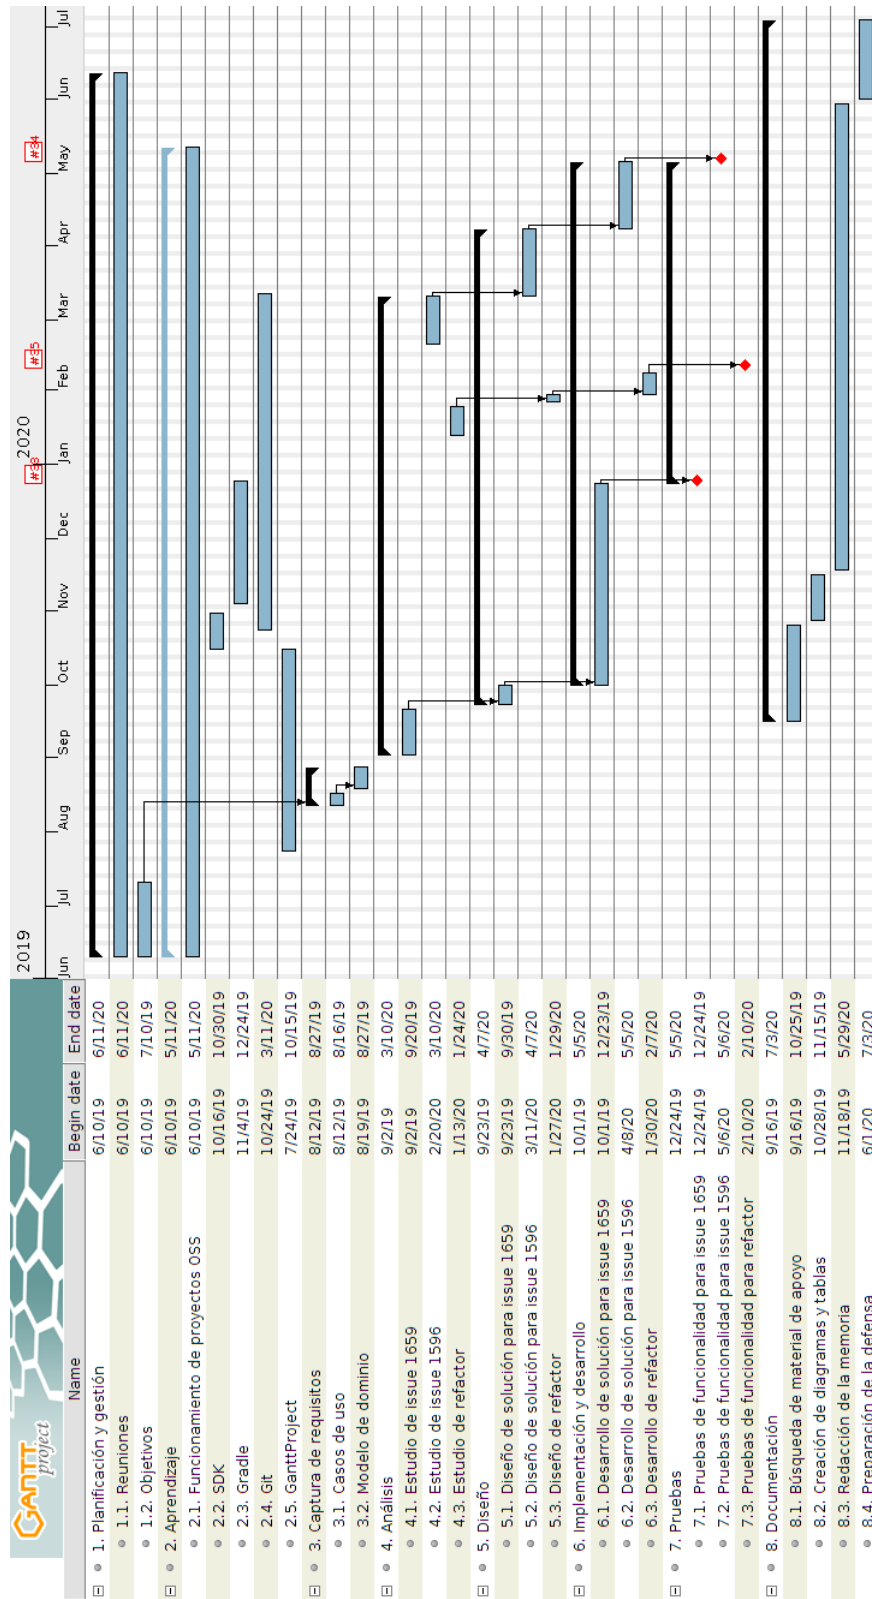 GANTT
project
2019
2020
#33
#35
#34
Name Begin date End date
Jun Jul Aug Sep Oct Nov Dec Jan Feb Mar Apr May Jun Jul
1. Planificación y gestión 6/10/19 6/11/20
1.1. Reuniones 6/10/19 6/11/20
1.2. Objetivos 6/10/19 7/10/19
2. Aprendizaje 6/10/19 5/11/20
2.1. Funcionamiento de proyectos OSS 6/10/19 5/11/20
2.2. SDK 10/16/19 10/30/19
2.3. Gradle 11/4/19 12/24/19
2.4. Git 10/24/19 3/11/20
2.5. GanttProject 7/24/19 10/15/19
3. Captura de requisitos 8/12/19 8/27/19
3.1. Casos de uso 8/12/19 8/16/19
3.2. Modelo de dominio 8/19/19 8/27/19
4. Análisis 9/2/19 3/10/20
4.1. Estudio de issue 1659 9/2/19 9/20/19
4.2. Estudio de issue 1596 2/20/20 3/10/20
4.3. Estudio de refactor 1/13/20 1/24/20
5. Diseño 9/23/19 4/7/20
5.1. Diseño de solución para issue 1659 9/23/19 9/30/19
5.2. Diseño de solución para issue 1596 3/11/20 4/7/20
5.3. Diseño de refactor 1/27/20 1/29/20
6. Implementación y desarrollo 10/1/19 5/5/20
6.1. Desarrollo de solución para issue 1659 10/1/19 12/23/19
6.2. Desarrollo de solución para issue 1596 4/8/20 5/5/20
6.3. Desarrollo de refactor 1/30/20 2/7/20
7. Pruebas 12/24/19 5/5/20
7.1. Pruebas de funcionalidad para issue 1659 12/24/19 12/24/19
7.2. Pruebas de funcionalidad para issue 1596 5/6/20 5/6/20
7.3. Pruebas de funcionalidad para refactor 2/10/20 2/10/20
8. Documentación 9/16/19 7/3/20
8.1. Búsqueda de material de apoyo 9/16/19 10/25/19
8.2. Creación de diagramas y tablas 10/28/19 11/15/19
8.3. Redacción de la memoria 11/18/19 5/29/20
8.4. Preparación de la defensa 6/1/20 7/3/20